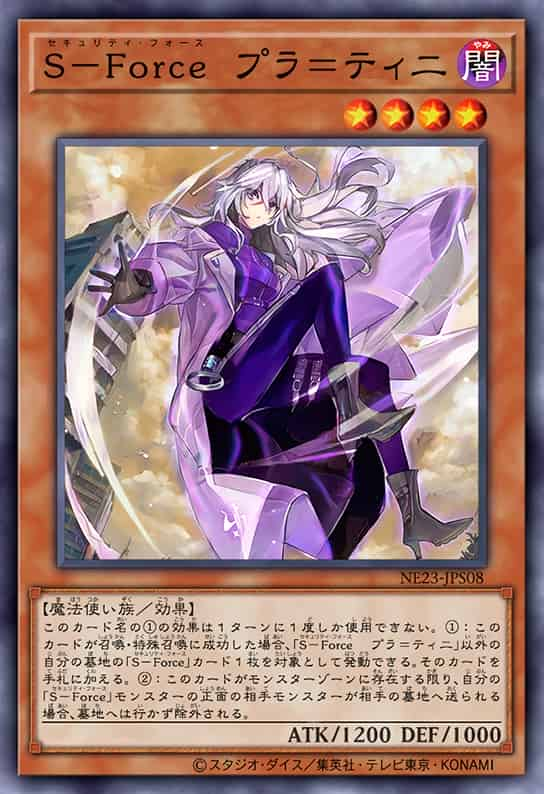 セキュリティ・フォース
S－Force プラ＝ティニ
やみ
闇
NE23-JPS08
【魔法使い族／効果】
このカード名の①の効果は１ターンに１度しか使用できない。①：この
カードが召喚・特殊召喚に成功した場合、「S－Force プラ＝ティニ」以外の
自分の墓地の「S－Force」カード１枚を対象として発動できる。そのカードを
手札に加える。②：このカードがモンスターゾーンに存在する限り、自分の
「S－Force」モンスターの正面の相手モンスターが相手の墓地へ送られる
場合、墓地へは行かず除外される。
ATK/1200 DEF/1000
©スタジオ・ダイス／集英社・テレビ東京・KONAMI